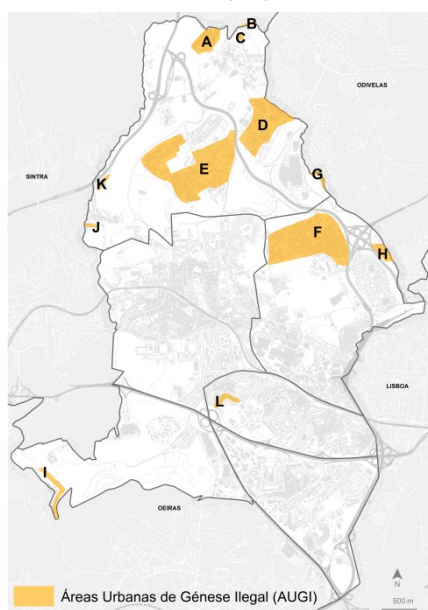 B
A
C
ODIVELAS
D
SINTRA
E
G
K
J
F
H
LISBOA
L
I
OEIRAS
N
Áreas Urbanas de Génese Ilegal (AUGI)
500 m